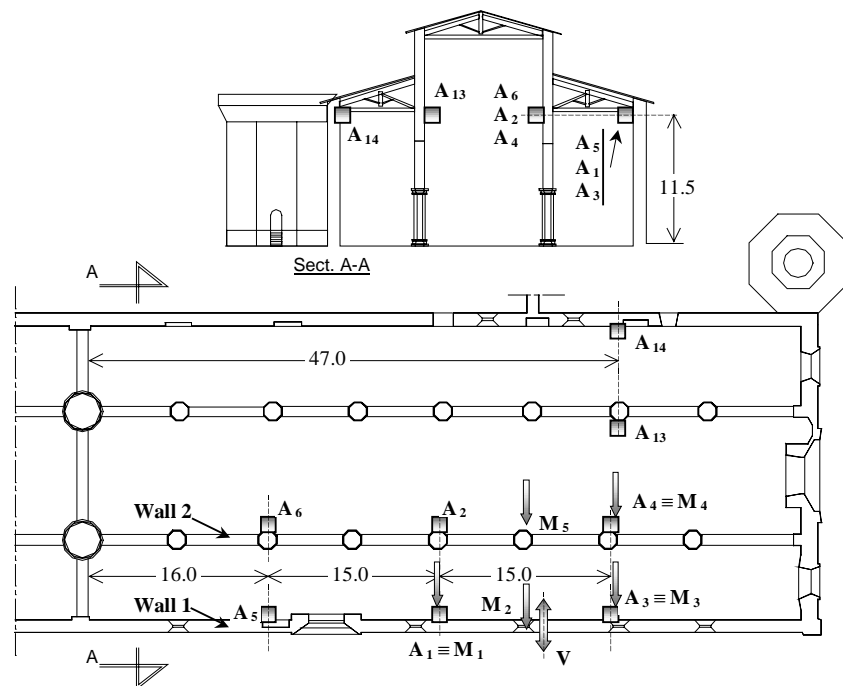 A₁₃
A₆
A₂
A₄
A₁₄
A₅
A₁
A₃
11.5
Sect. A-A
A
47.0
A₁₄
A₁₃
Wall 2
A₆
A₂
M₅
A₄ ≡ M₄
16.0
15.0
15.0
Wall 1
A₅
M₂
A₃ ≡ M₃
A
A₁ ≡ M₁
V